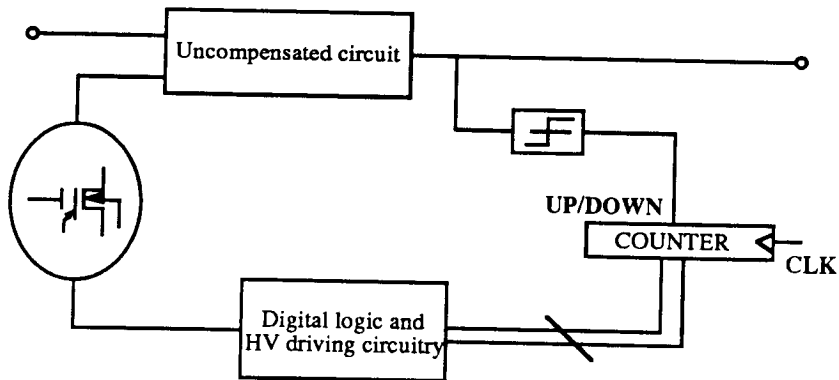 Uncompensated circuit
UP/DOWN
COUNTER
CLK
Digital logic and
HV driving circuitry